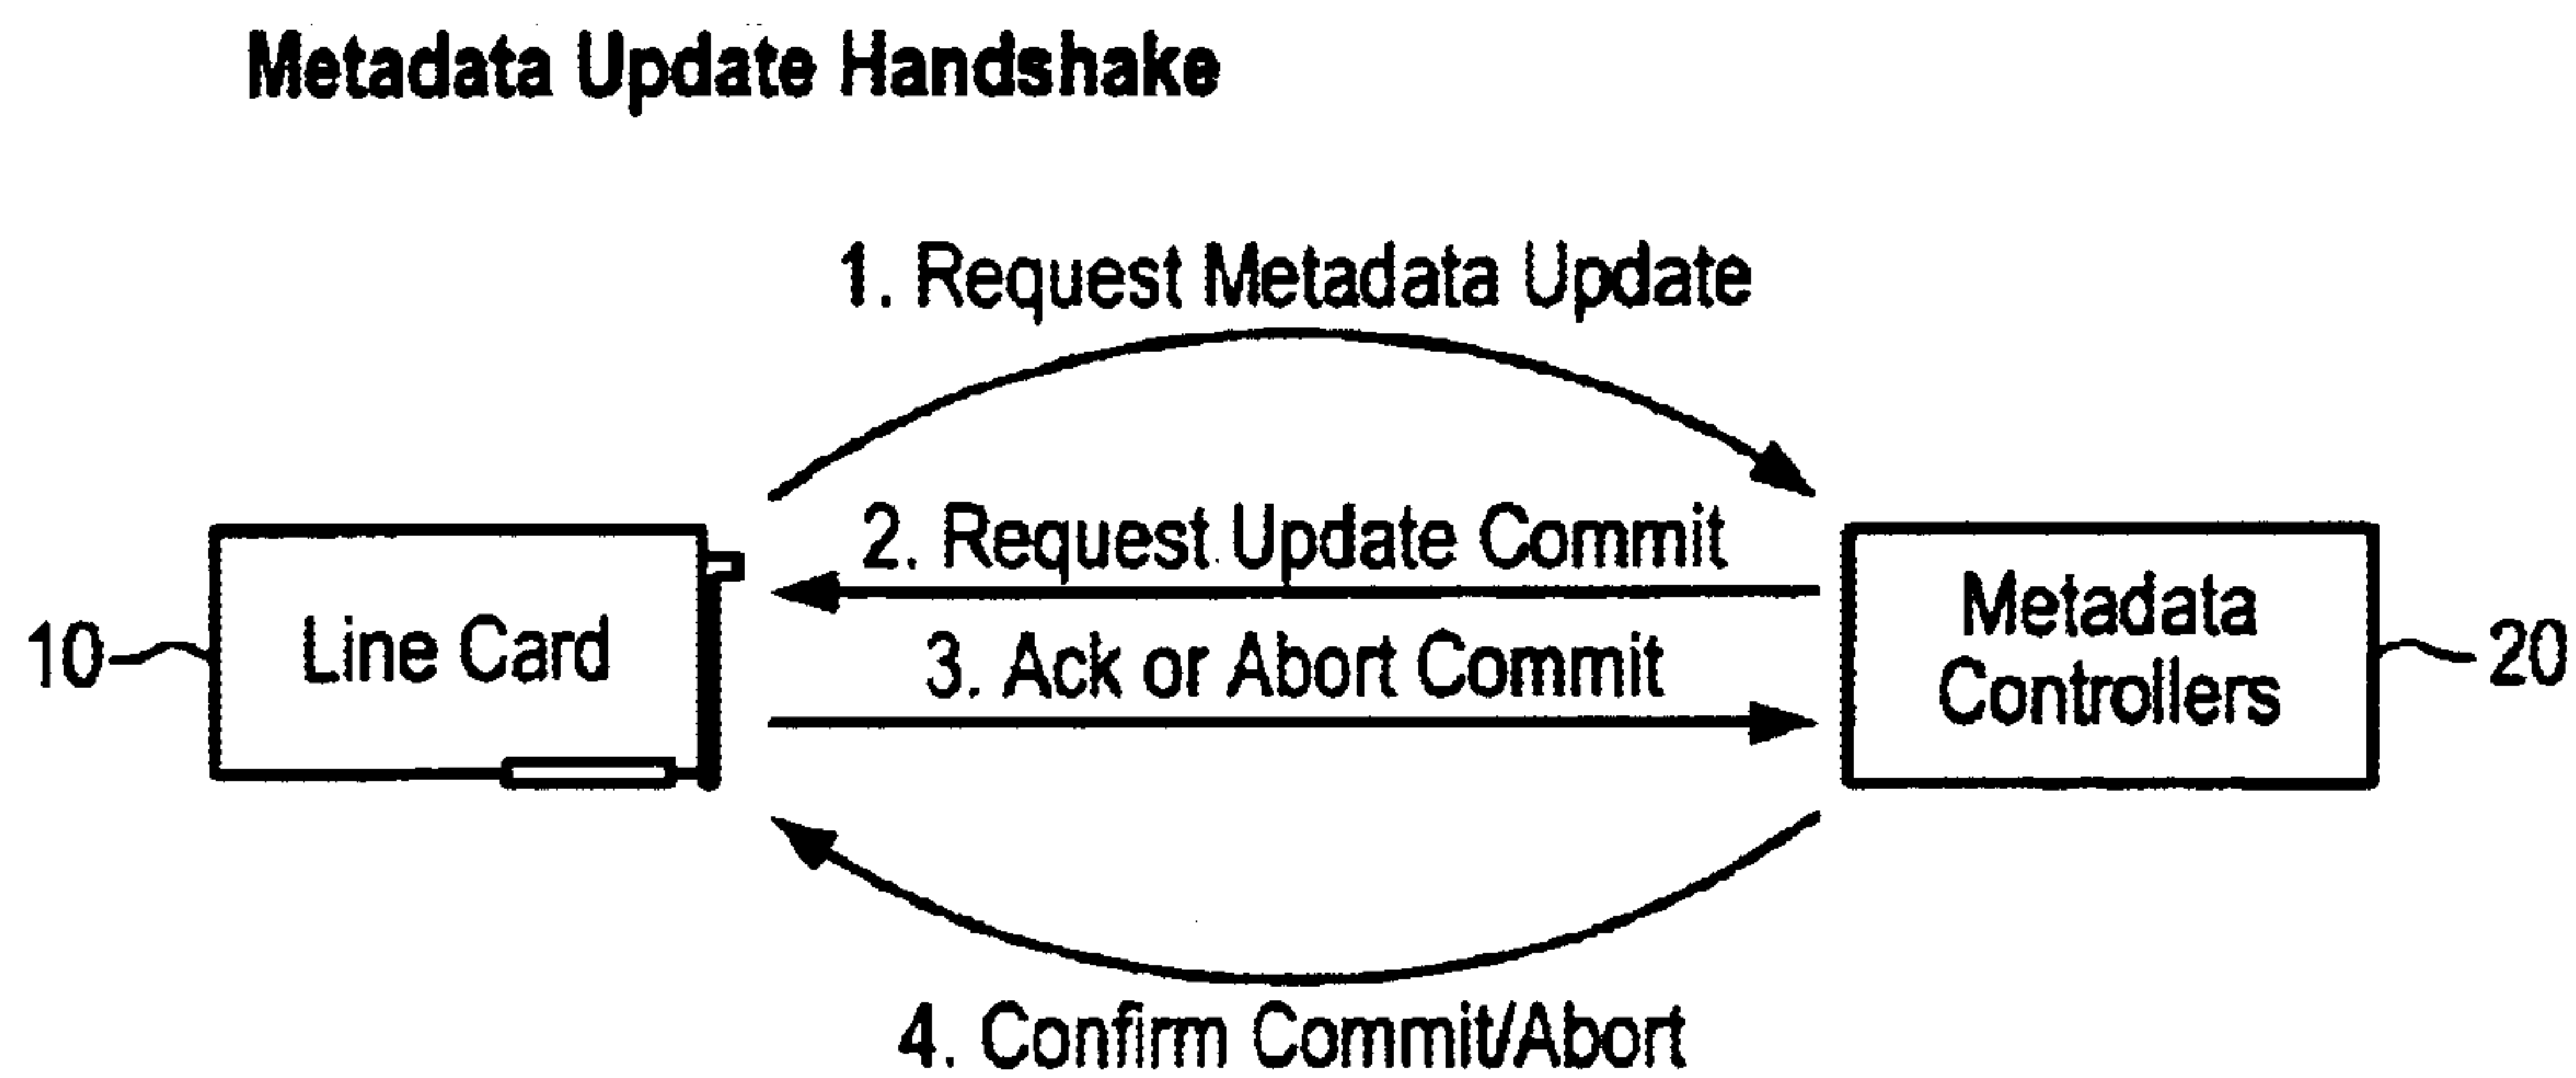 Metadata Update Handshake
1. Request Metadata Update
2. Request Update Commit
3. Ack or Abort Commit
4. Confirm Commit/Abort
10
Line Card
Metadata
Controllers
20